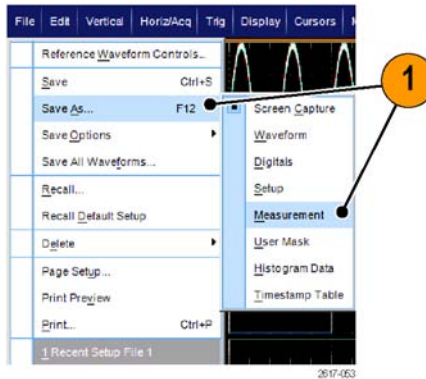 File Edit Vertical Horiz/Acq Trig Display Cursors
Reference Waveform Controls...
Save Ctrl+S
Save As... F12
Save Options
Save All Waveforms...
Recall...
Recall Default Setup
Delete
Page Setup...
Print Preview
Print... Ctrl+P
1 Recent Setup File 1
Screen Capture
Waveform
Digitals
Setup
Measurement
User Mask
Histogram Data
Timestamp Table
1
2617-053